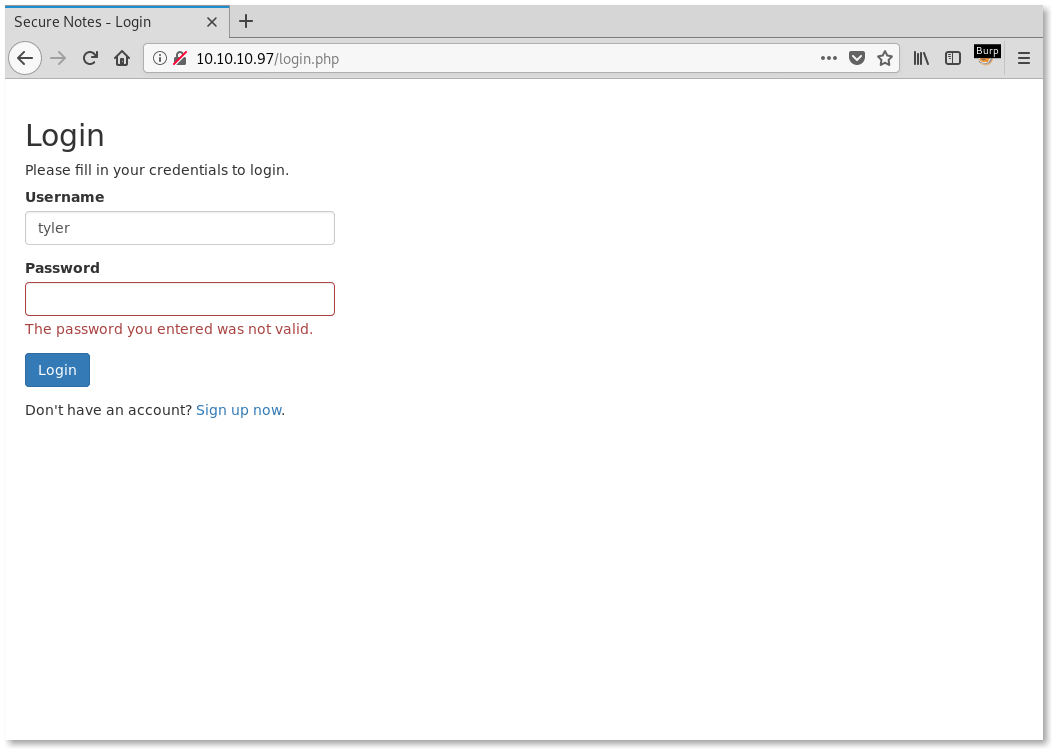 Secure Notes - Login
10.10.10.97/login.php
Burp
Login
Please fill in your credentials to login.
Username
tyler
Password
The password you entered was not valid.
Login
Don't have an account? Sign up now.